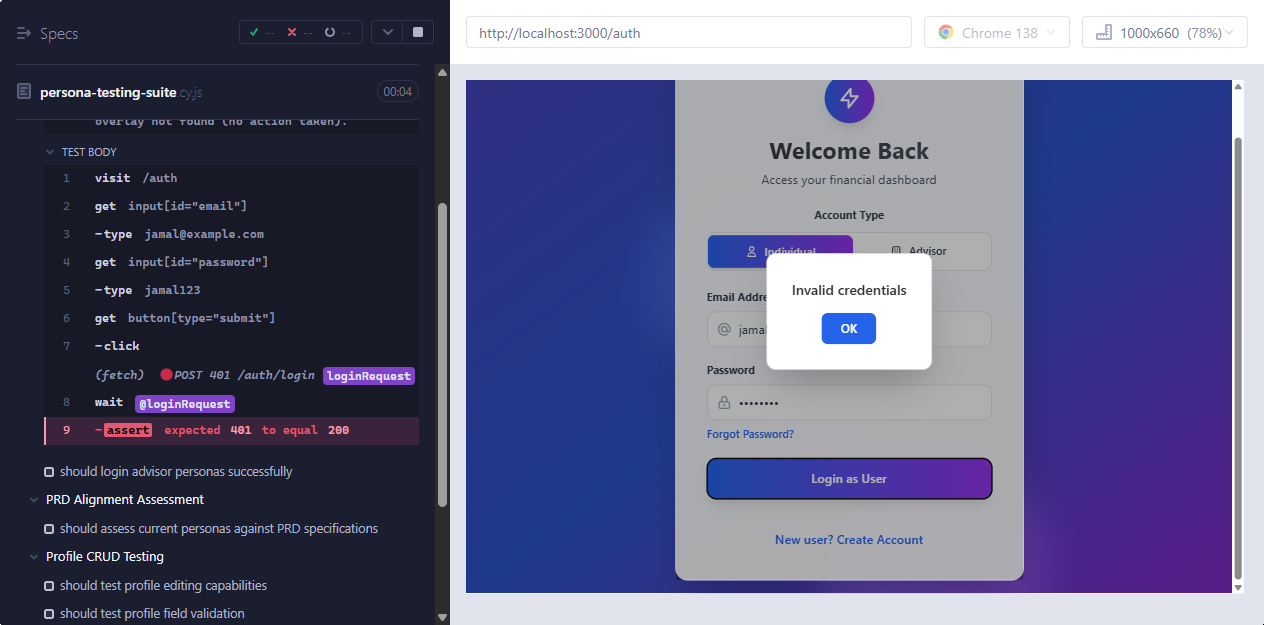 Specs
-- -- --
persona-testing-suite.cy.js 00:04
overlay not found (no action taken).
TEST BODY
1 visit /auth
2 get input[id="email"]
3 -type jamal@example.com
4 get input[id="password"]
5 -type jamal123
6 get button[type="submit"]
7 -click
(fetch) POST 401 /auth/login loginRequest
8 wait @loginRequest
9 -assert expected 401 to equal 200
should login advisor personas successfully
PRD Alignment Assessment
should assess current personas against PRD specifications
Profile CRUD Testing
should test profile editing capabilities
should test profile field validation
http://localhost:3000/auth
Chrome 138
1000x660 (78%)
Welcome Back
Access your financial dashboard
Account Type
Individual Advisor
Invalid credentials
OK
Email Addre
@ jamal
Password
••••••••
Forgot Password?
Login as User
New user? Create Account